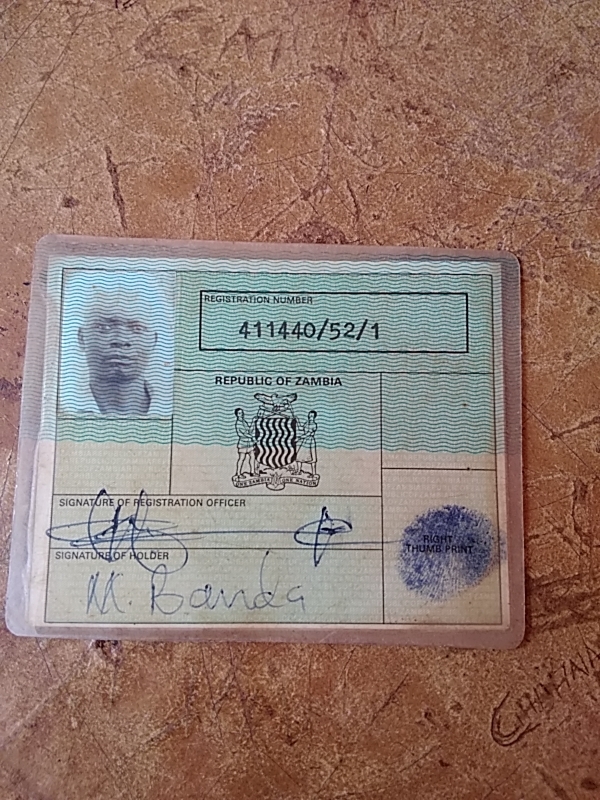 REGISTRATION NUMBER
411440/52/1
REPUBLIC OF ZAMBIA
ONE ZAMBIA ONE NATION
SIGNATURE OF REGISTRATION OFFICER
SIGNATURE OF HOLDER
M. Banda
RIGHT
THUMB PRINT